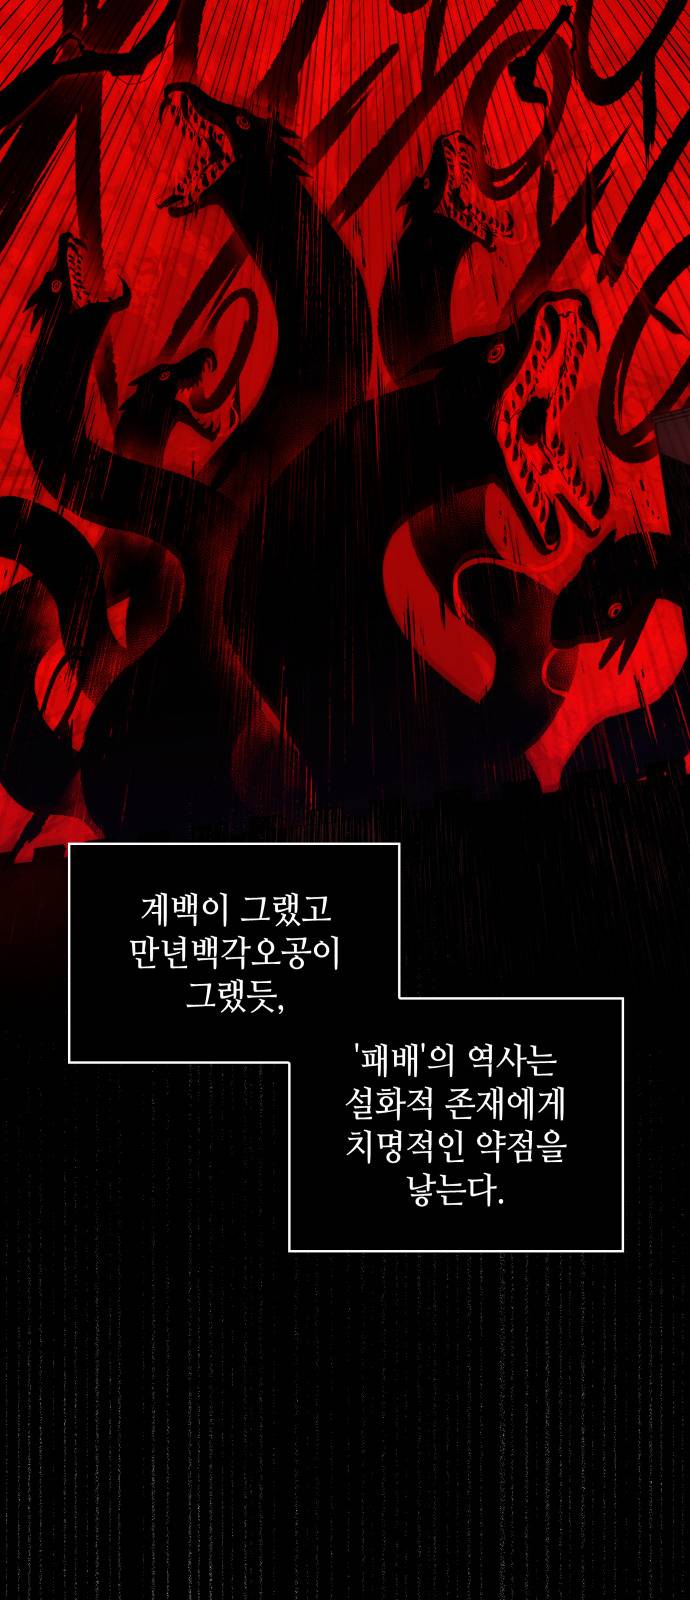 계백이 그랬고
만년백각오공이
그랬듯,
'패배'의 역사는
설화적 존재에게
치명적인 약점을
낳는다.